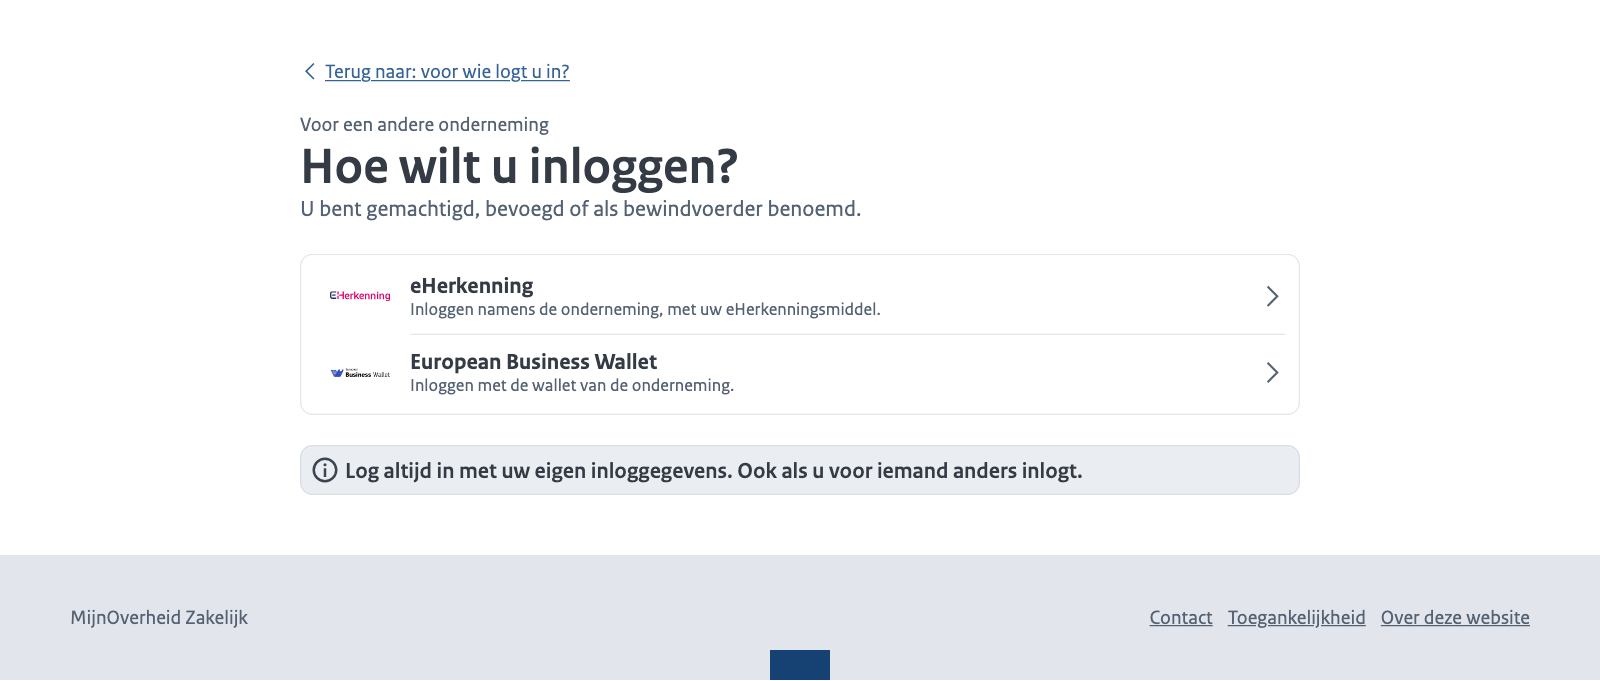 Terug naar: voor wie logt u in?
Voor een andere onderneming
Hoe wilt u inloggen?
U bent gemachtigd, bevoegd of als bewindvoerder benoemd.
eHerkenning
eHerkenning
Inloggen namens de onderneming, met uw eHerkenningsmiddel.
European Business Wallet
Business Wallet
Inloggen met de wallet van de onderneming.
Log altijd in met uw eigen inloggegevens. Ook als u voor iemand anders inlogt.
MijnOverheid Zakelijk
Contact Toegankelijkheid Over deze website